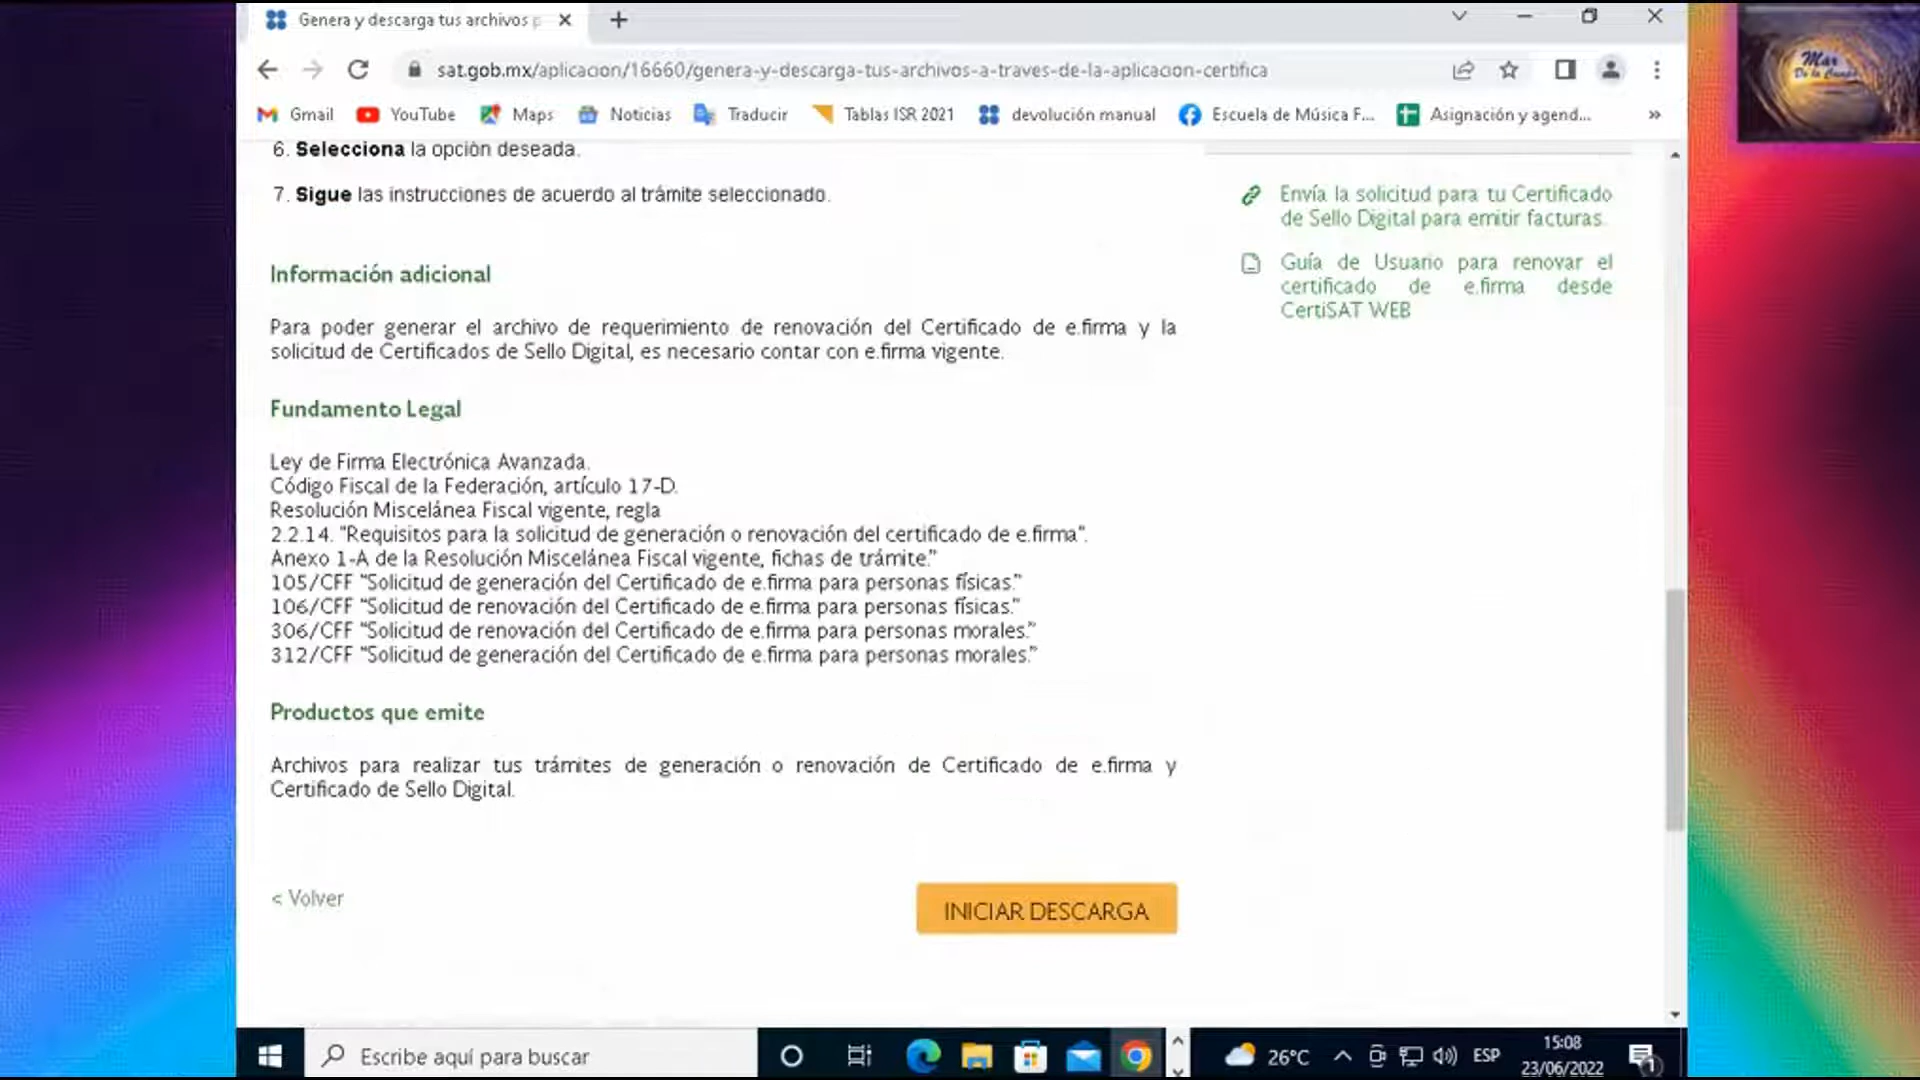 Genera y descarga tus archivos p
sat.gob.mx/aplicacion/16660/genera-y-descarga-tus-archivos-a-traves-de-la-aplicacion-certifica
Gmail YouTube Maps Noticias Traducir Tablas ISR 2021 devolución manual Escuela de Música F... Asignación y agend... »
6. Selecciona la opción deseada.
7. Sigue las instrucciones de acuerdo al trámite seleccionado.
Información adicional
Para poder generar el archivo de requerimiento de renovación del Certificado de e.firma y la
solicitud de Certificados de Sello Digital, es necesario contar con e.firma vigente.
Fundamento Legal
Ley de Firma Electrónica Avanzada.
Código Fiscal de la Federación, artículo 17-D.
Resolución Miscelánea Fiscal vigente, regla
2.2.14. "Requisitos para la solicitud de generación o renovación del certificado de e.firma".
Anexo 1-A de la Resolución Miscelánea Fiscal vigente, fichas de trámite."
105/CFF "Solicitud de generación del Certificado de e.firma para personas físicas."
106/CFF "Solicitud de renovación del Certificado de e.firma para personas físicas."
306/CFF "Solicitud de renovación del Certificado de e.firma para personas morales."
312/CFF "Solicitud de generación del Certificado de e.firma para personas morales."
Productos que emite
Archivos para realizar tus trámites de generación o renovación de Certificado de e.firma y
Certificado de Sello Digital.
< Volver
INICIAR DESCARGA
Envía la solicitud para tu Certificado
de Sello Digital para emitir facturas.
Guía de Usuario para renovar el
certificado de e.firma desde
CertiSAT WEB
Mar
De la
Escribe aquí para buscar
26°C
ESP
15:08
23/06/2022
1